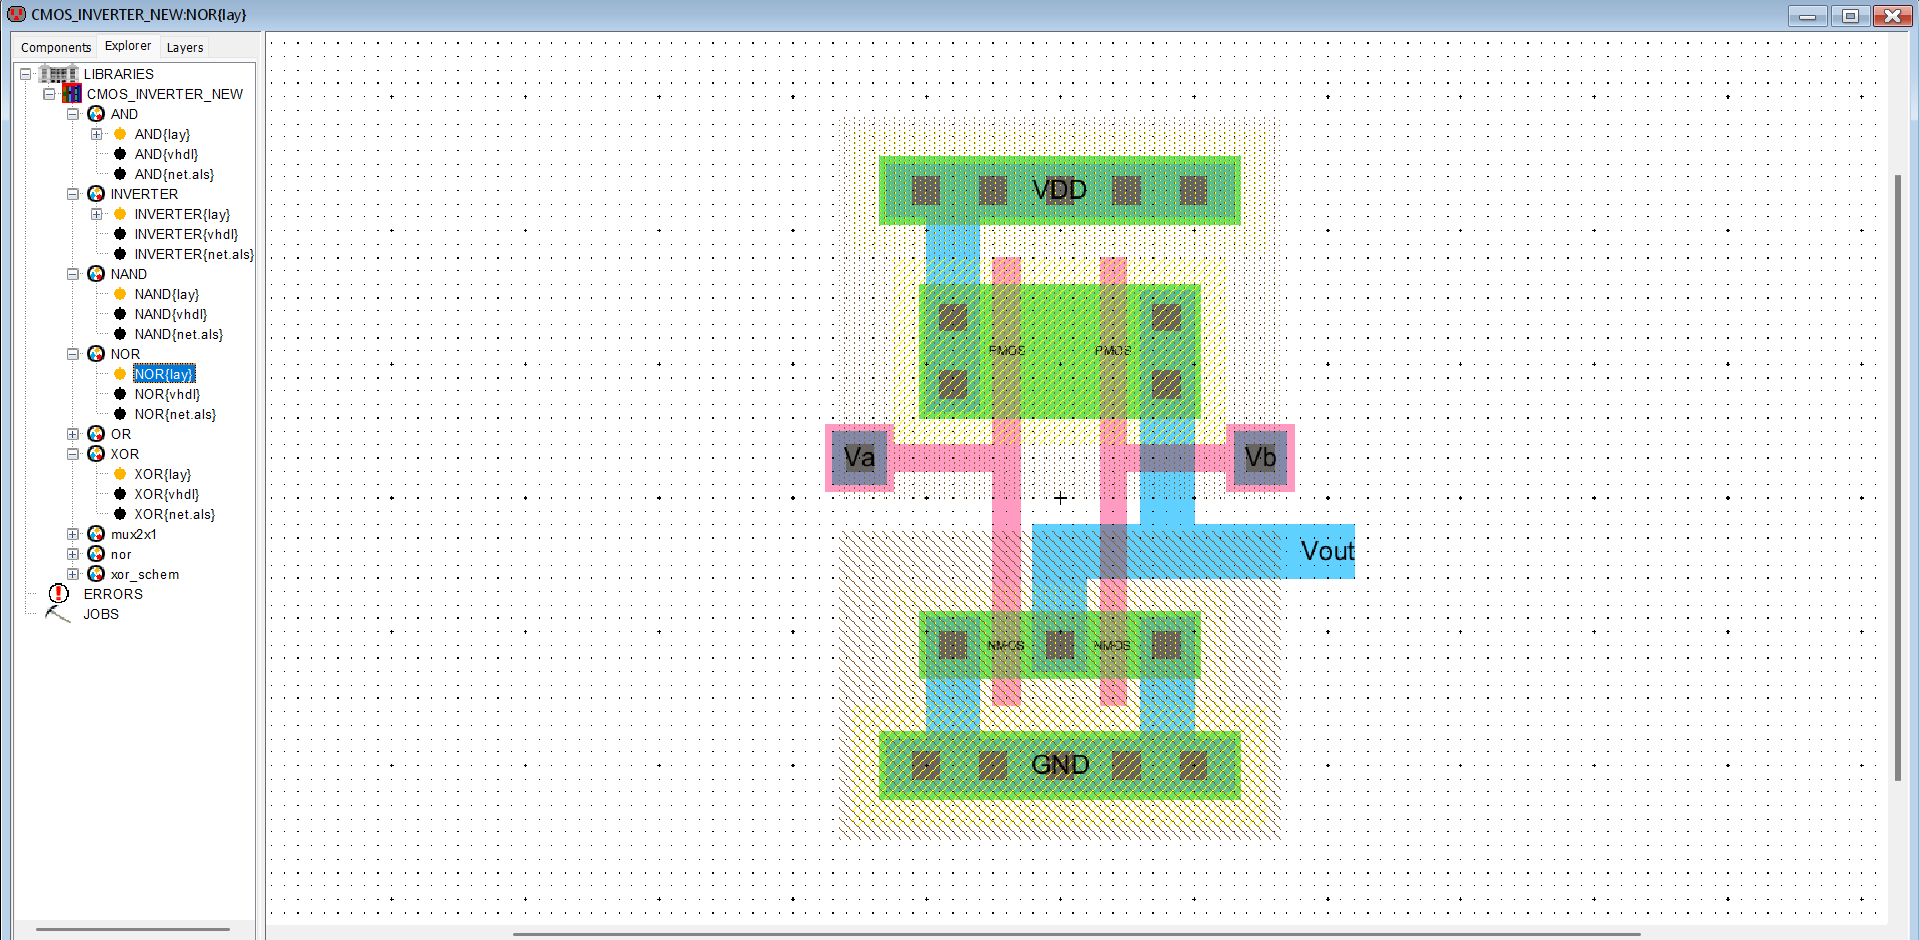 CMOS_INVERTER_NEW:NOR{lay}
Components Explorer Layers
LIBRARIES
CMOS_INVERTER_NEW
AND
AND{lay}
AND{vhdl}
AND{net.als}
INVERTER
INVERTER{lay}
INVERTER{vhdl}
INVERTER{net.als}
NAND
NAND{lay}
NAND{vhdl}
NAND{net.als}
NOR
NOR{lay}
NOR{vhdl}
NOR{net.als}
OR
XOR
XOR{lay}
XOR{vhdl}
XOR{net.als}
mux2x1
nor
xor_schem
ERRORS
JOBS
VDD
PMOS PMOS
Va Vb
Vout
NMOS NMOS
GND